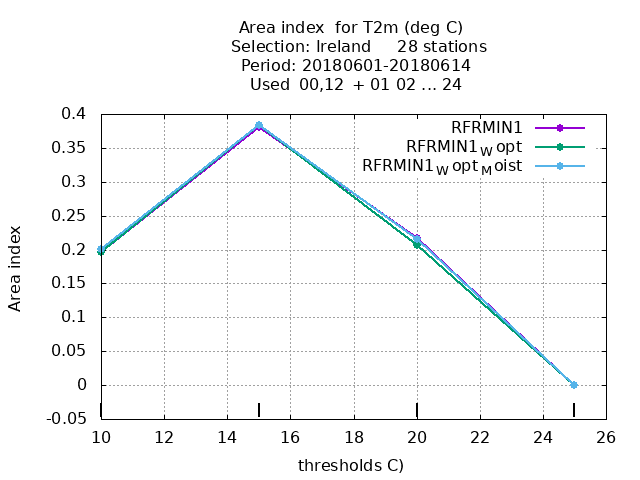 Area index  for T2m (deg C)
Selection: Ireland     28 stations
Period: 20180601-20180614
Used  00,12  + 01 02 ... 24
RFRMIN1
RFRMIN1W opt
RFRMIN1W optM oist
0.4
0.35
0.3
0.25
0.2
0.15
0.1
0.05
0
-0.05
Area index
10 12 14 16 18 20 22 24 26
thresholds C)